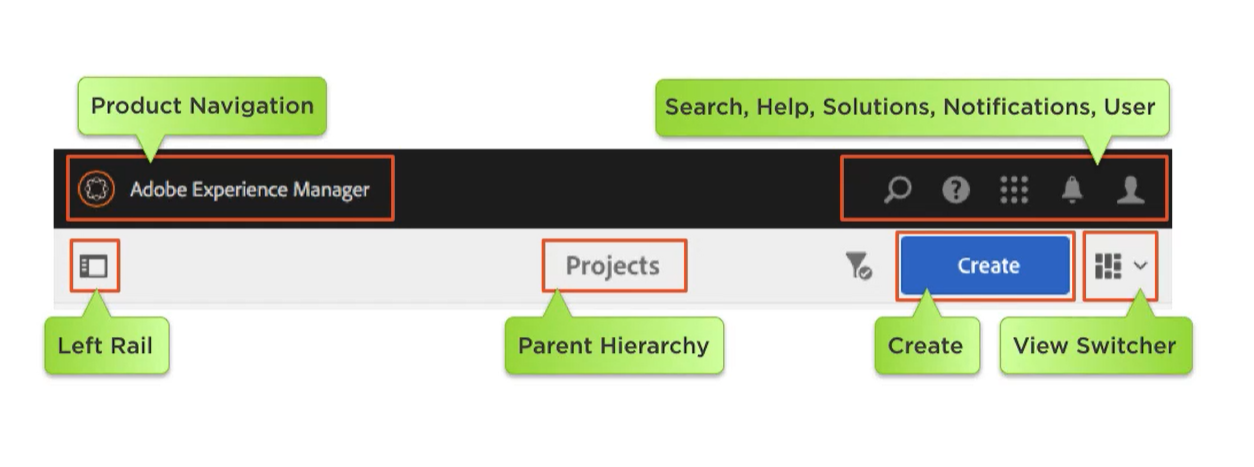 Product Navigation
Search, Help, Solutions, Notifications, User
Adobe Experience Manager
?
Projects
Create
Left Rail
Parent Hierarchy
Create
View Switcher